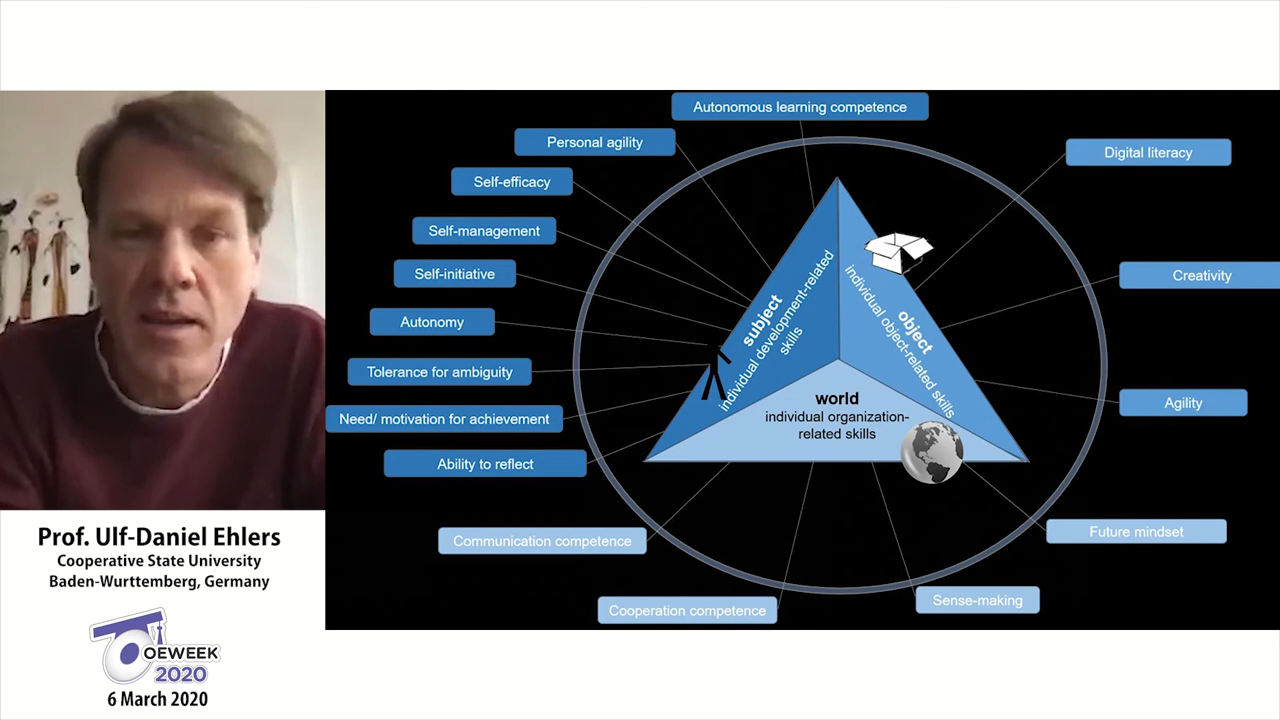 Autonomous learning competence
Personal agility
Self-efficacy
Self-management
Self-initiative
Autonomy
Tolerance for ambiguity
Need/ motivation for achievement
Ability to reflect
Communication competence
Cooperation competence
Sense-making
Future mindset
Agility
Creativity
Digital literacy
subject
individual development-related
skills
object
individual object-related skills
world
individual organization-
related skills
Prof. Ulf-Daniel Ehlers
Cooperative State University
Baden-Wurttemberg, Germany
OEWEEK
2020
6 March 2020